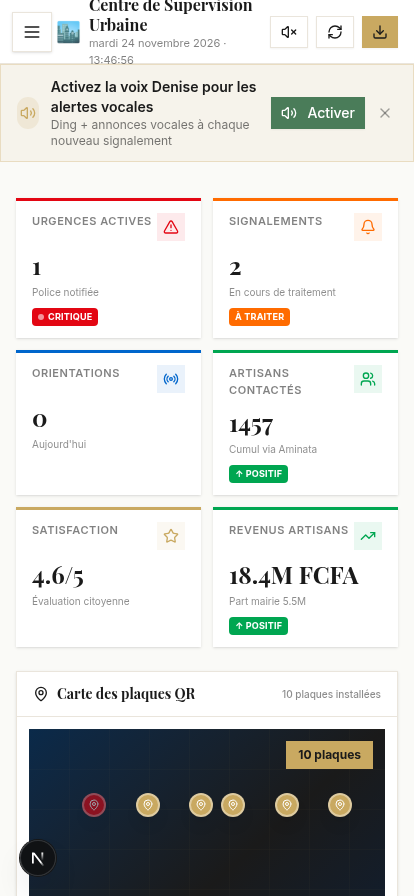 Centre de Supervision
Urbaine
mardi 24 novembre 2026 ·
13:46:56
Activez la voix Denise pour les
alertes vocales
Ding + annonces vocales à chaque
nouveau signalement
Activer
URGENCES ACTIVES
1
Police notifiée
CRITIQUE
SIGNALEMENTS
2
En cours de traitement
À TRAITER
ORIENTATIONS
0
Aujourd'hui
ARTISANS
CONTACTÉS
1457
Cumul via Aminata
↑ POSITIF
SATISFACTION
4.6/5
Évaluation citoyenne
REVENUS ARTISANS
18.4M FCFA
Part mairie 5.5M
↑ POSITIF
Carte des plaques QR
10 plaques installées
10 plaques
N